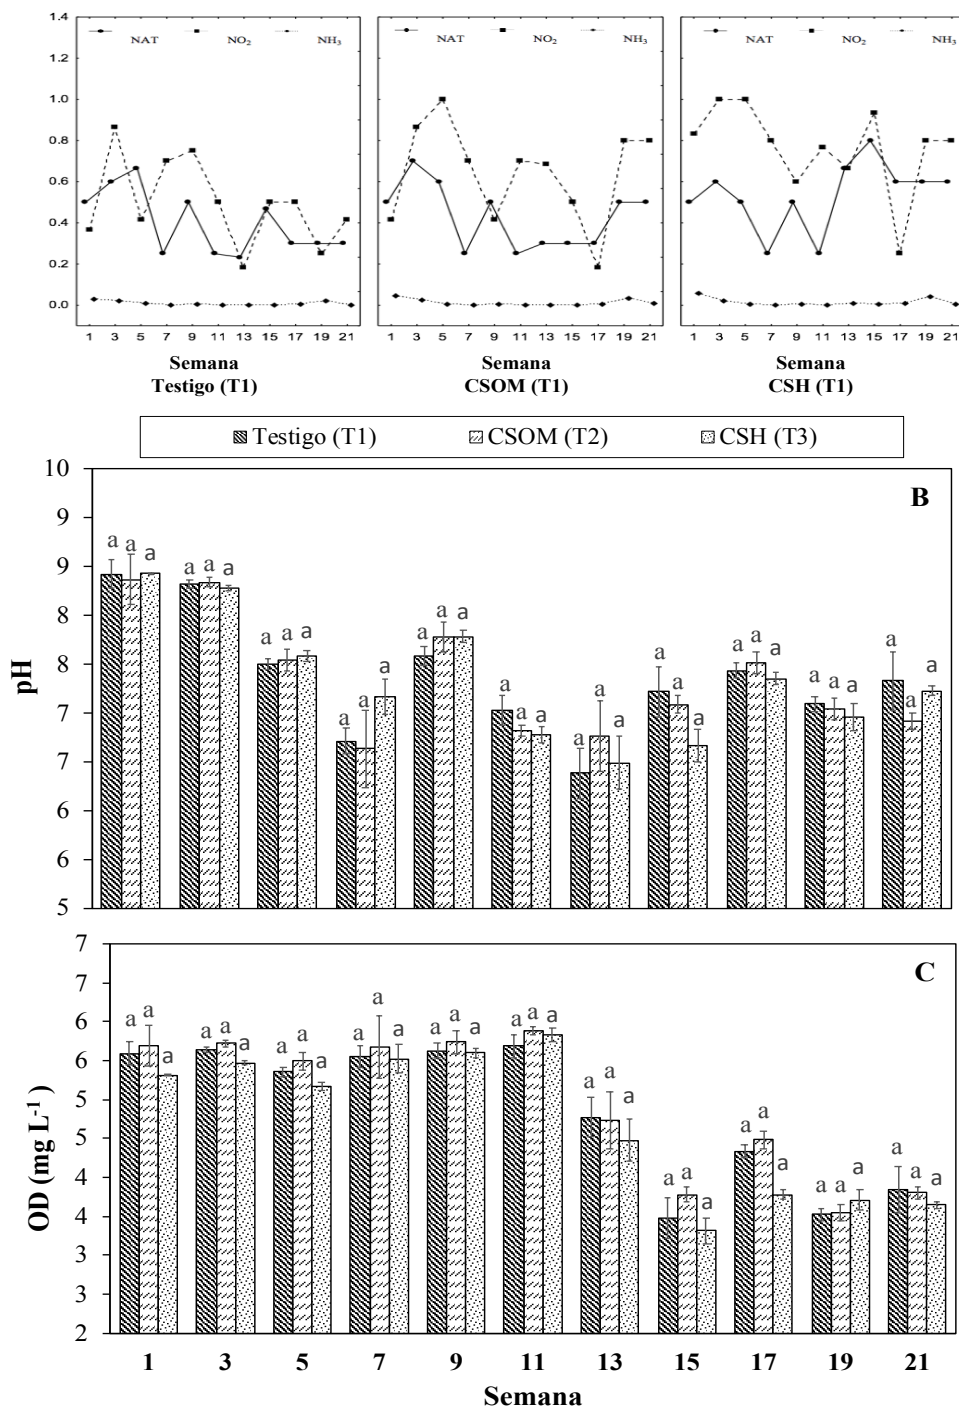 1.4
NAT NO₂ NH₃
NAT NO₂ NH₃
NAT NO₂ NH₃
1.2
1.0
0.8
0.6
0.4
0.2
0.0
1 3 5 7 9 11 13 15 17 19 21
1 3 5 7 9 11 13 15 17 19 21
1 3 5 7 9 11 13 15 17 19 21
Semana
Testigo (T1)
Semana
CSOM (T1)
Semana
CSH (T1)
Testigo (T1) CSOM (T2) CSH (T3)
B
pH
10
9
9
8
8
7
7
6
6
5
a a a a a a a a a a a a a a a a a a a a a a a a a a a a a a a a a
C
OD (mg L⁻¹)
7
7
6
6
5
5
4
4
3
3
2
a a a a a a a a a a a a a a a a a a a a a a a a a a a a a a a a a
1 3 5 7 9 11 13 15 17 19 21
Semana